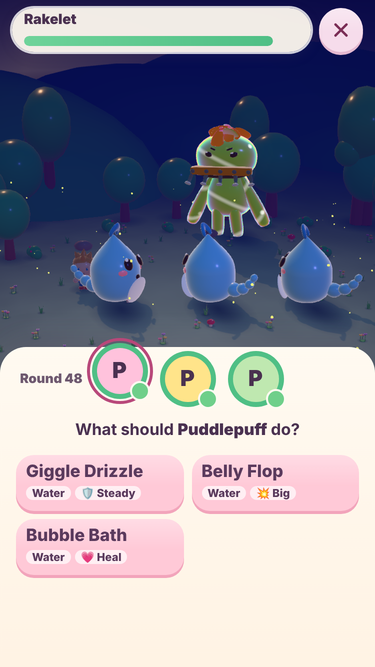 Rakelet
Round 48
P
P
P
What should Puddlepuff do?
Giggle Drizzle
Water 🛡️ Steady
Belly Flop
Water 💥 Big
Bubble Bath
Water 💗 Heal